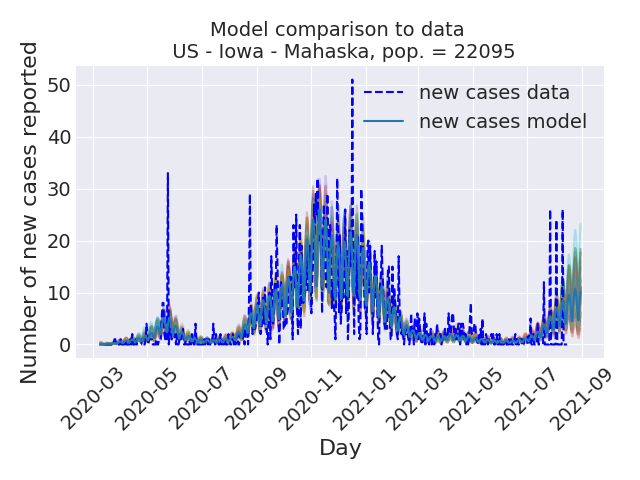 Model comparison to data
US - Iowa - Mahaska, pop. = 22095
Number of new cases reported
50
40
30
20
10
0
new cases data
new cases model
2020-03
2020-05
2020-07
2020-09
2020-11
2021-01
2021-03
2021-05
2021-07
2021-09
Day